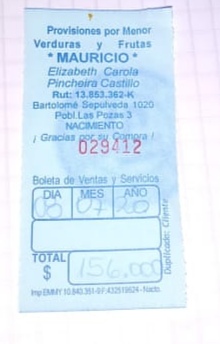 Provisiones por Menor
Verduras y Frutas
* MAURICIO *
Elizabeth Carola
Pincheira Castillo
Rut: 13.853.362-K
Bartolomé Sepulveda 1020
Pobl. Las Pozas 3
NACIMIENTO
¡ Gracias por su Compra !
029412
Boleta de Ventas y Servicios
DIA MES AÑO
07 20
TOTAL
$ 156.000
Duplicado: Cliente